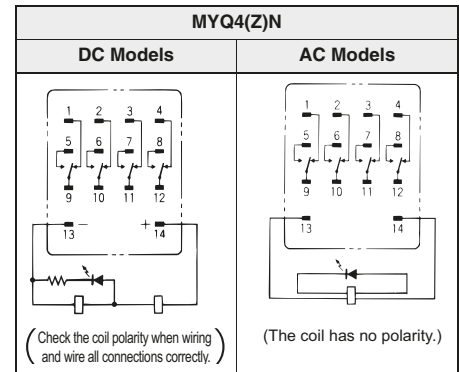 MYQ4(Z)N
DC Models
AC Models
1 2 3 4
5 6 7 8
9 10 11 12
13 − + 14
(Check the coil polarity when wiring
and wire all connections correctly.)
1 2 3 4
5 6 7 8
9 10 11 12
13 14
(The coil has no polarity.)